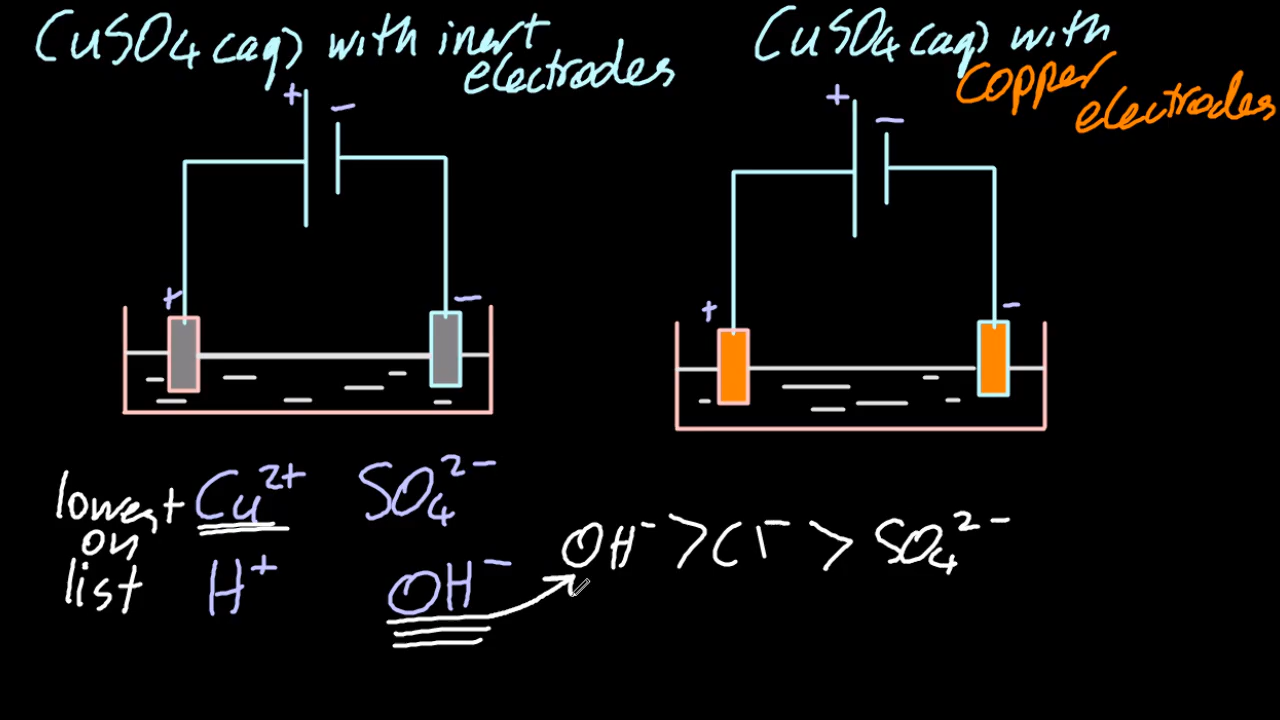 CuSO4(aq) with inert
electrodes
CuSO4(aq) with
copper
electrodes
+ −
+ −
+ −
+ −
lowest Cu²⁺ SO₄²⁻
on
list H⁺ OH⁻
OH⁻ > Cl⁻ > SO₄²⁻